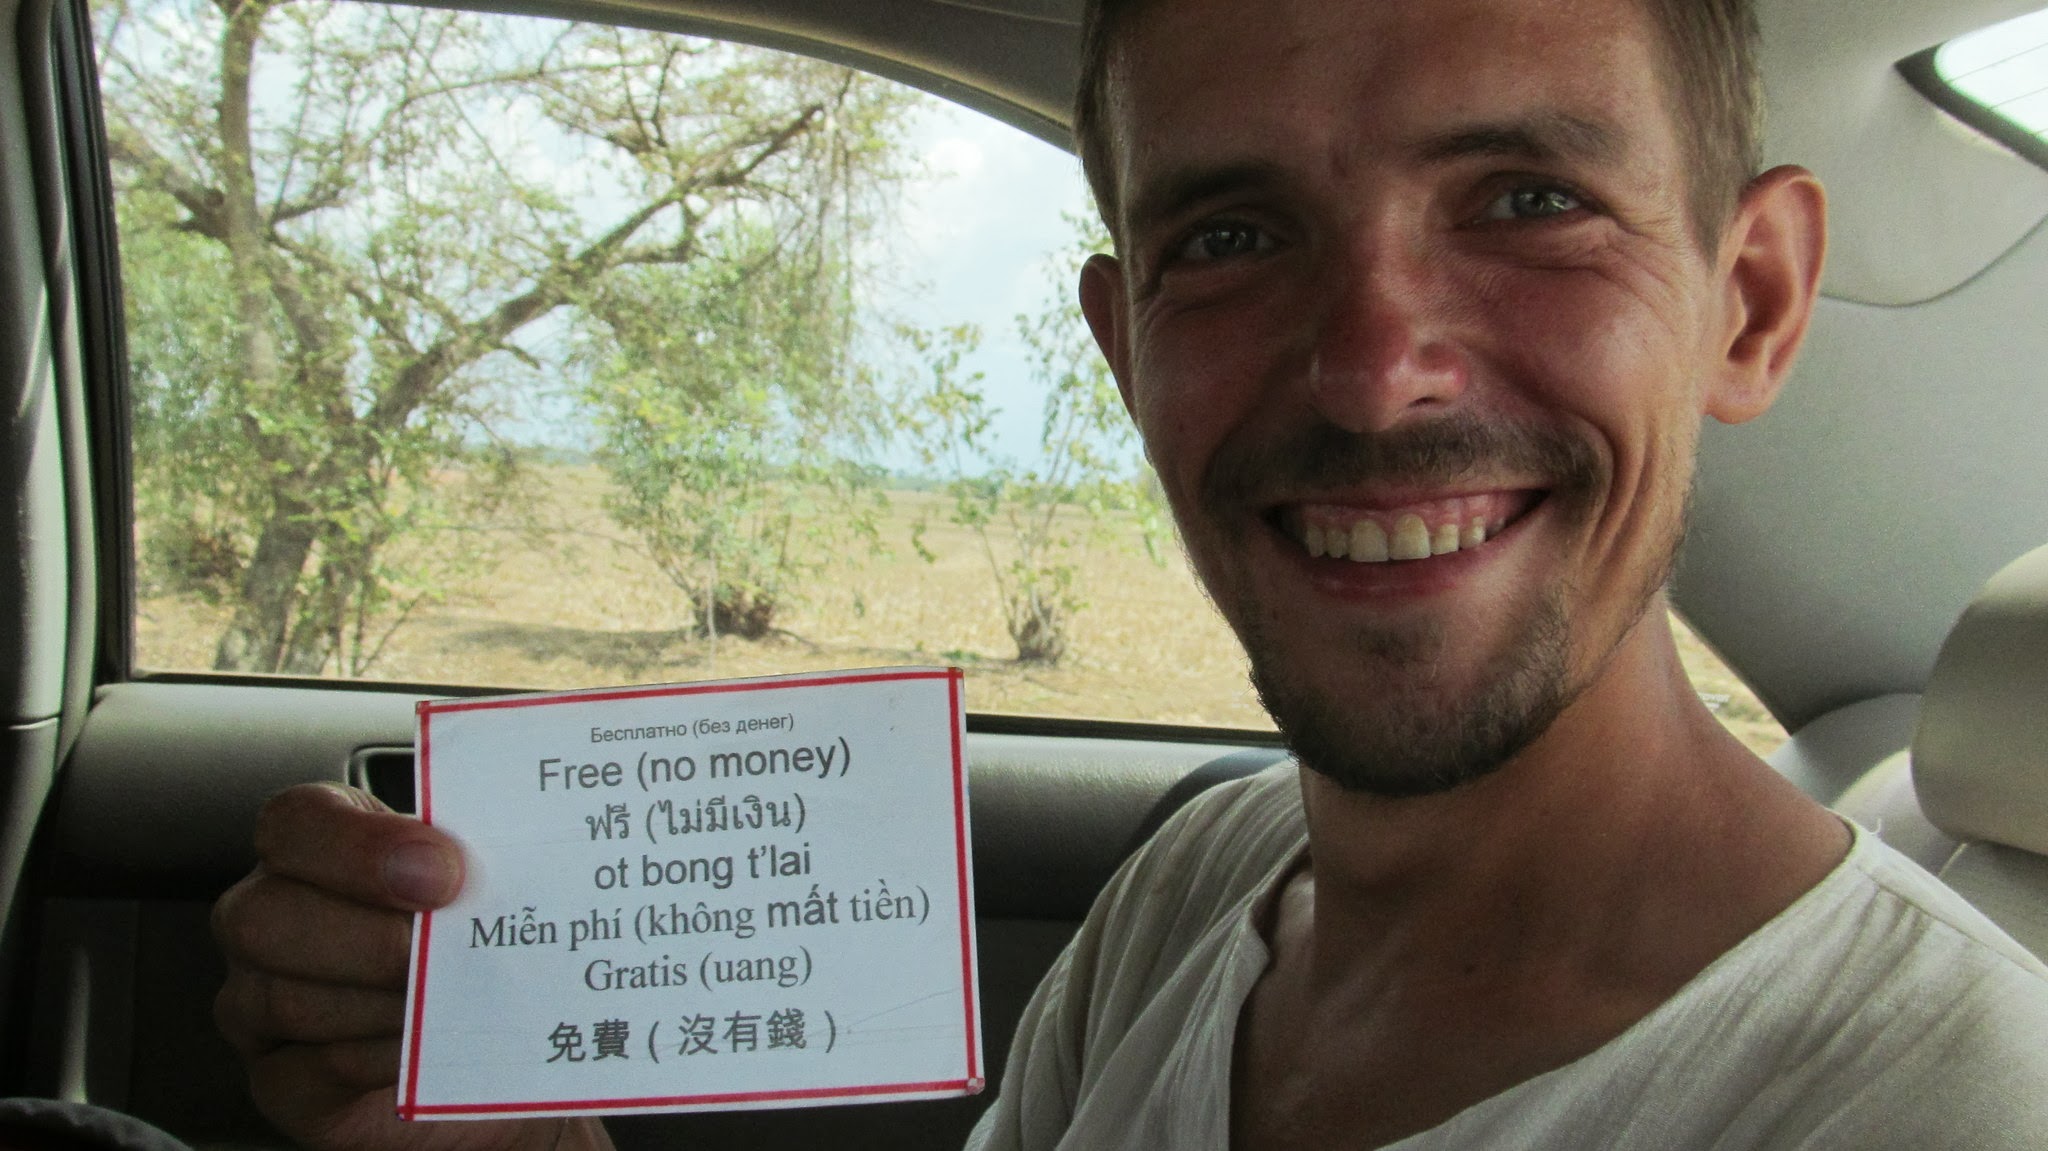 Бесплатно (без денег)
Free (no money)
ฟรี (ไม่มีเงิน)
ot bong t’lai
Miễn phí (không mất tiền)
Gratis (uang)
免費 ( 沒有錢 )